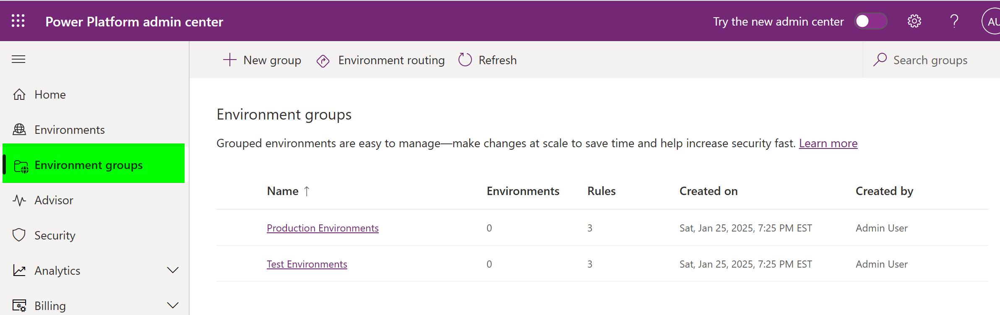 Power Platform admin center
Try the new admin center
AU
New group
Environment routing
Refresh
Search groups
Home
Environments
Environment groups
Advisor
Security
Analytics
Billing
Environment groups
Grouped environments are easy to manage—make changes at scale to save time and help increase security fast. Learn more
Name ↑ Environments Rules Created on Created by
Production Environments 0 3 Sat, Jan 25, 2025, 7:25 PM EST Admin User
Test Environments 0 3 Sat, Jan 25, 2025, 7:25 PM EST Admin User